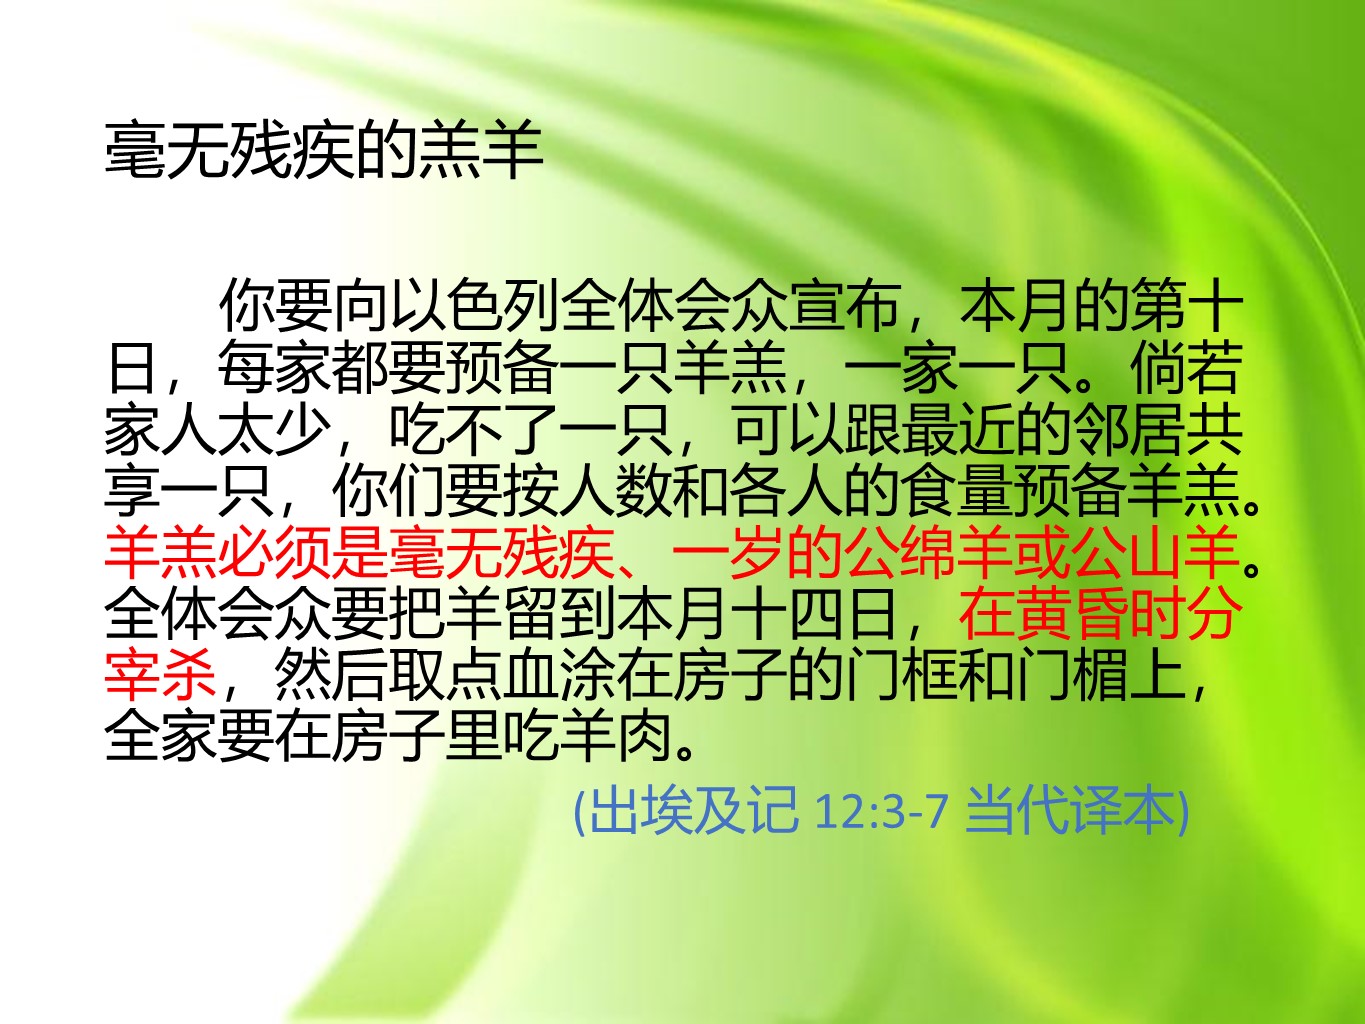 毫无残疾的羔羊
你要向以色列全体会众宣布，本月的第十
日，每家都要预备一只羊羔，一家一只。倘若
家人太少，吃不了一只，可以跟最近的邻居共
享一只，你们要按人数和各人的食量预备羊羔。
羊羔必须是毫无残疾、一岁的公绵羊或公山羊。
全体会众要把羊留到本月十四日，在黄昏时分
宰杀，然后取点血涂在房子的门框和门楣上，
全家要在房子里吃羊肉。
(出埃及记 12:3-7 当代译本)